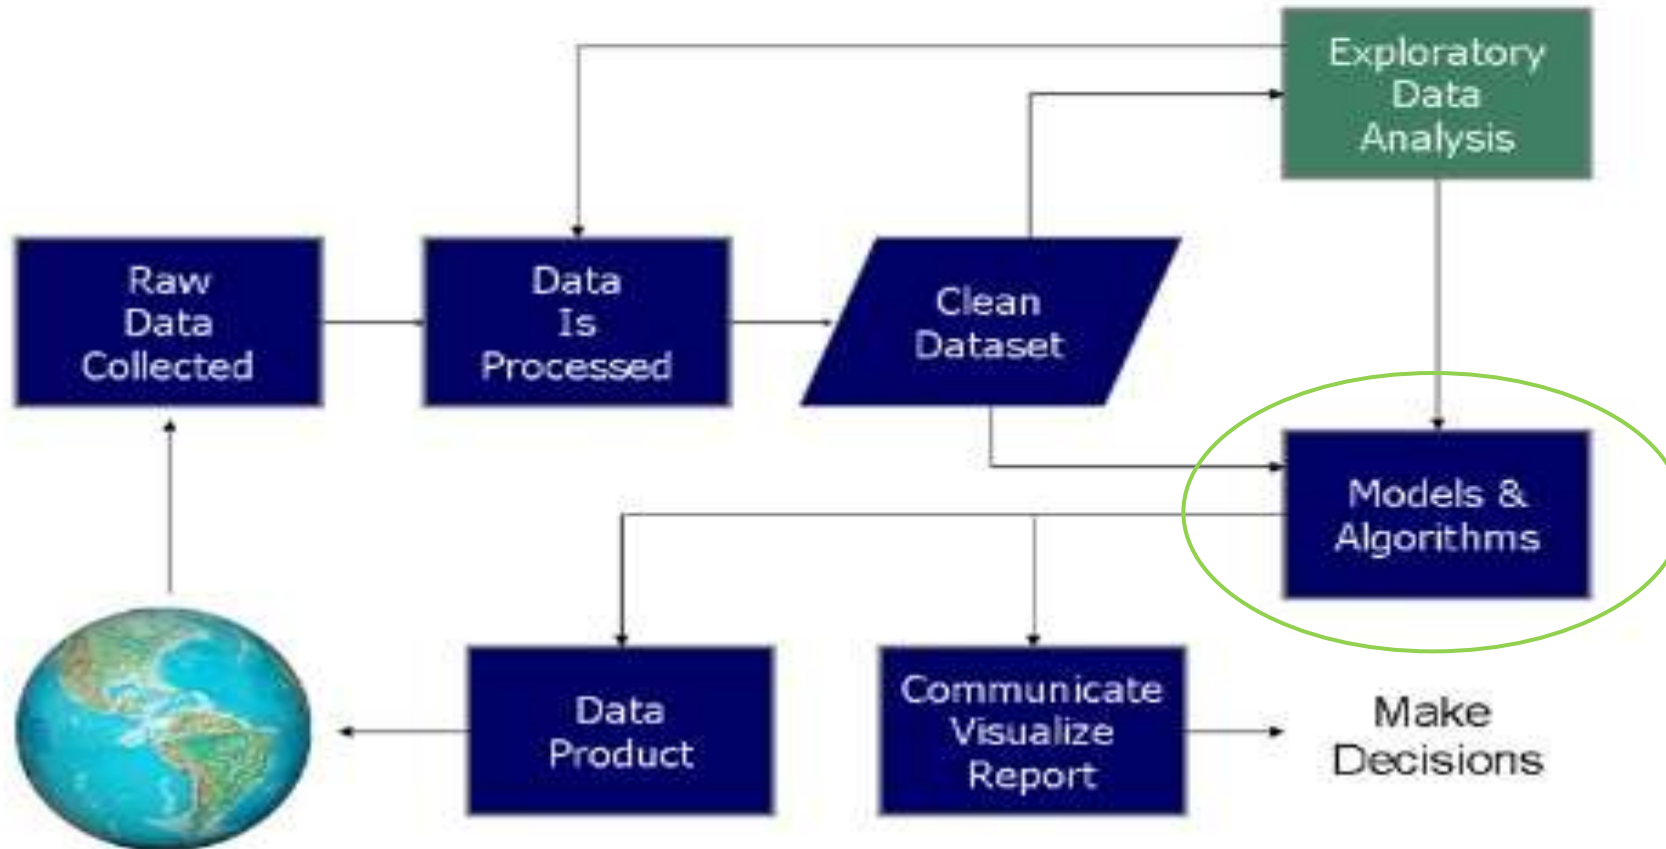 Exploratory
Data
Analysis
Raw
Data
Collected
Data
Is
Processed
Clean
Dataset
Models &
Algorithms
Data
Product
Communicate
Visualize
Report
Make
Decisions